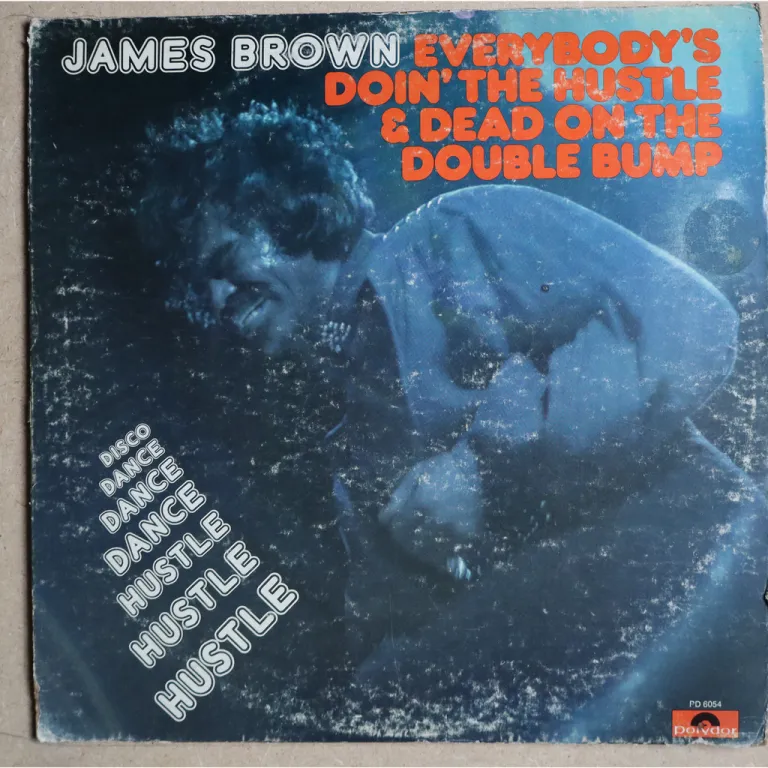 JAMES BROWN EVERYBODY'S
DOIN' THE HUSTLE
& DEAD ON THE
DOUBLE BUMP
DISCO
DANCE
DANCE
DANCE
HUSTLE
HUSTLE
HUSTLE
PD 6054
Polydor